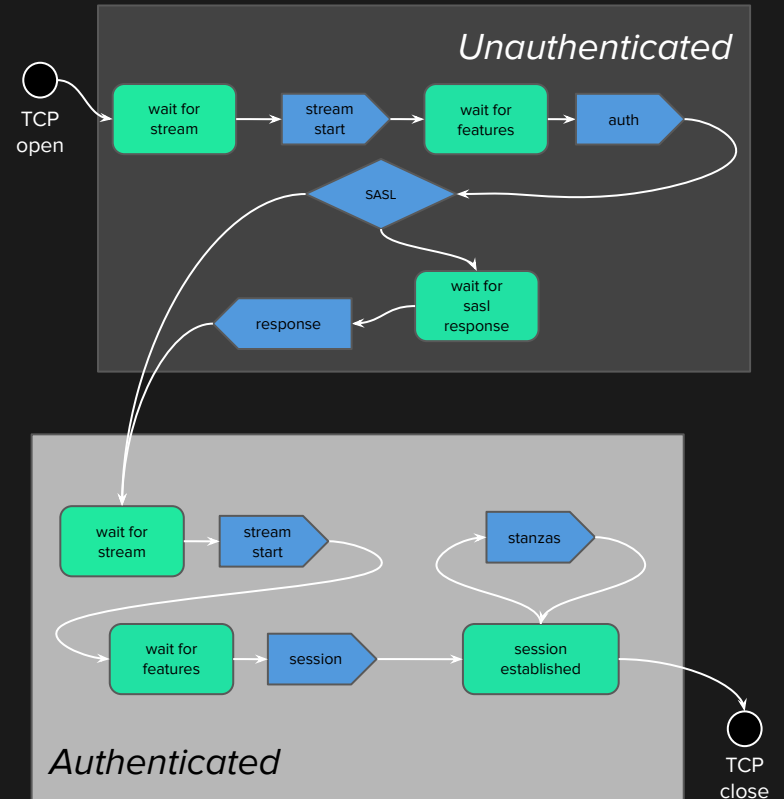 Unauthenticated
TCP
open
wait for
stream
stream
start
wait for
features
auth
SASL
wait for
sasl
response
response
wait for
stream
stream
start
stanzas
wait for
features
session
session
established
Authenticated
TCP
close